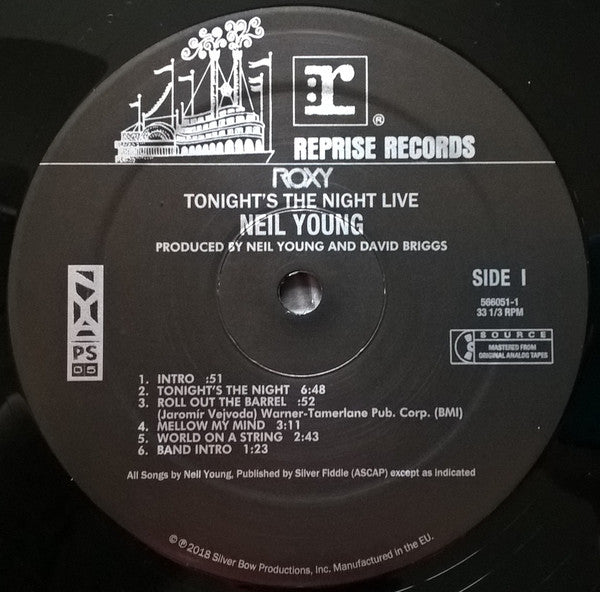 r
®
REPRISE RECORDS
ROXY
TONIGHT'S THE NIGHT LIVE
NEIL YOUNG
PRODUCED BY NEIL YOUNG AND DAVID BRIGGS
SIDE 1
566051-1
33 1/3 RPM
PS
05
SOURCE
MASTERED FROM
ORIGINAL ANALOG TAPES
1. INTRO :51
2. TONIGHT'S THE NIGHT 6:48
3. ROLL OUT THE BARREL :52
(Jaromír Vejvoda) Warner-Tamerlane Pub. Corp. (BMI)
4. MELLOW MY MIND 3:11
5. WORLD ON A STRING 2:43
6. BAND INTRO 1:23
All Songs by Neil Young, Published by Silver Fiddle (ASCAP) except as indicated
© ℗ 2018 Silver Bow Productions, Inc. Manufactured in the EU.